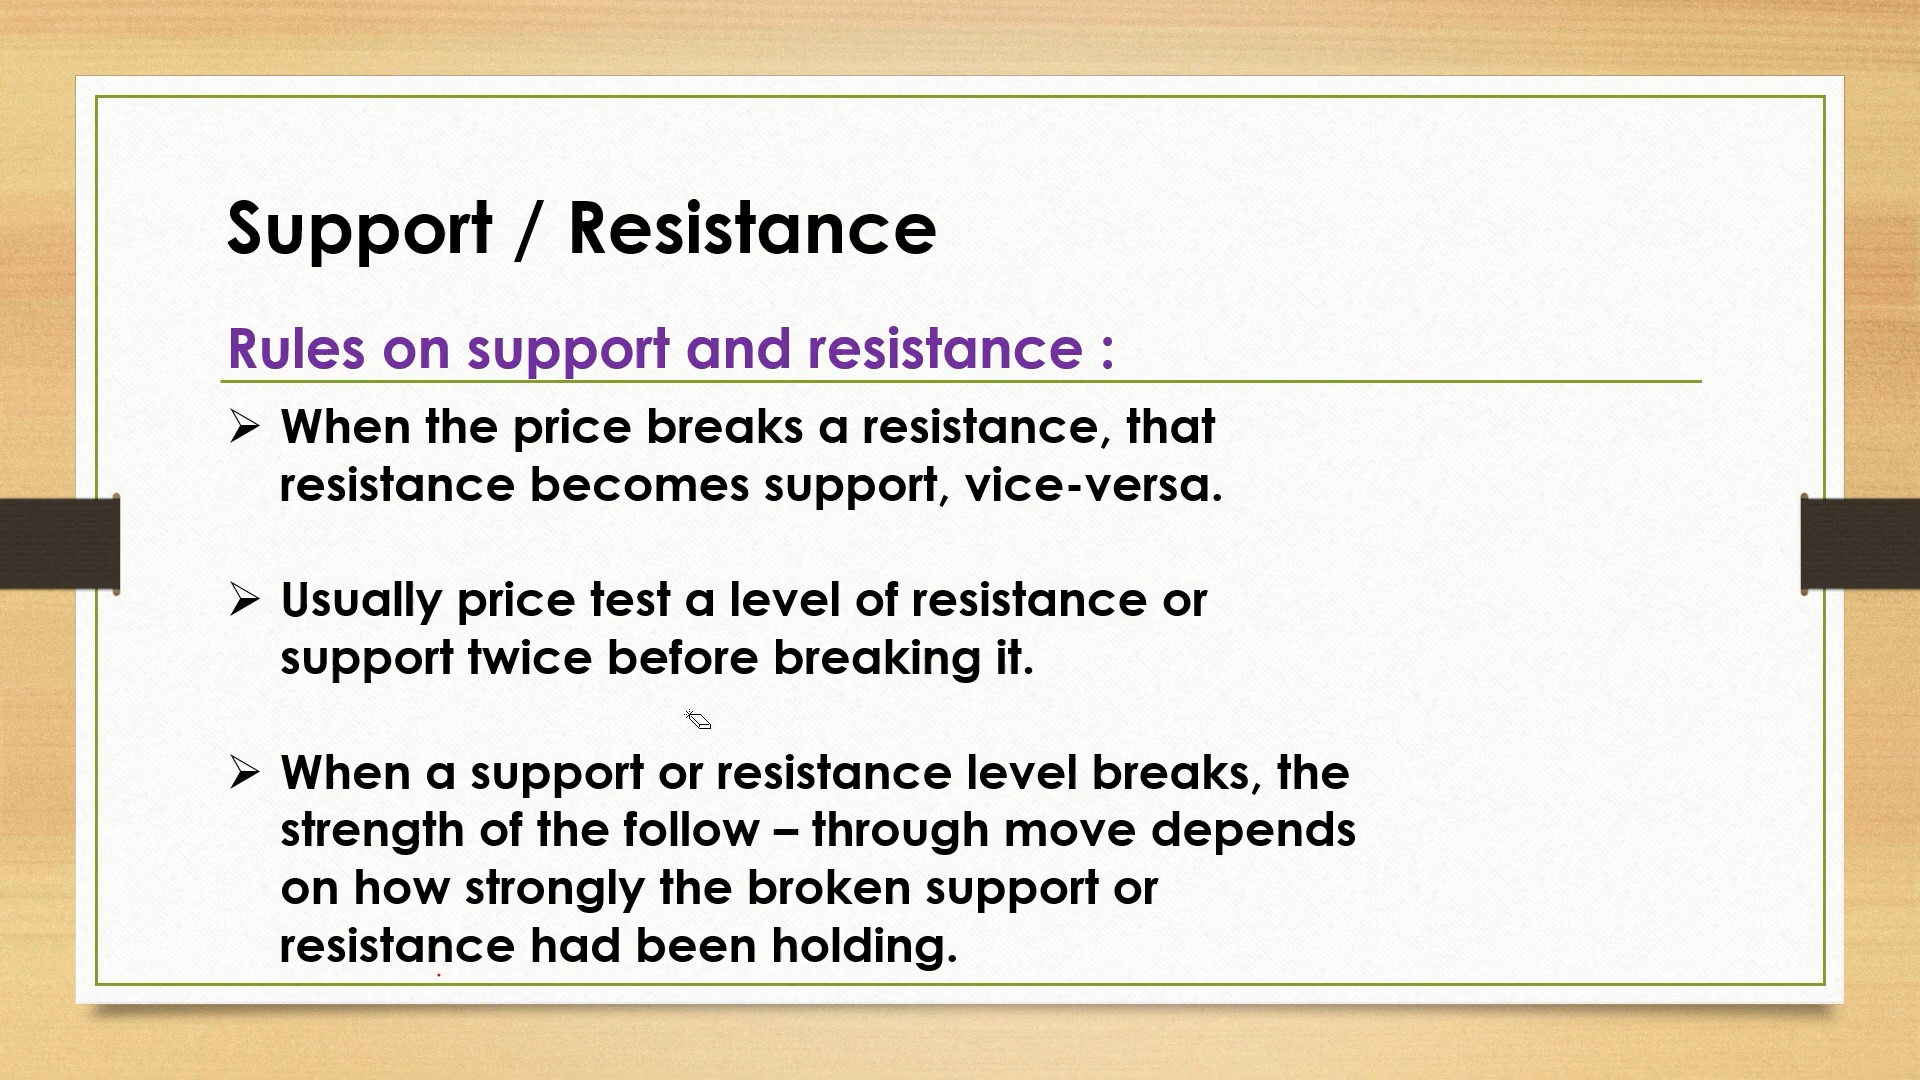 Support / Resistance
Rules on support and resistance :
➢ When the price breaks a resistance, that
resistance becomes support, vice-versa.
➢ Usually price test a level of resistance or
support twice before breaking it.
➢ When a support or resistance level breaks, the
strength of the follow – through move depends
on how strongly the broken support or
resistance had been holding.